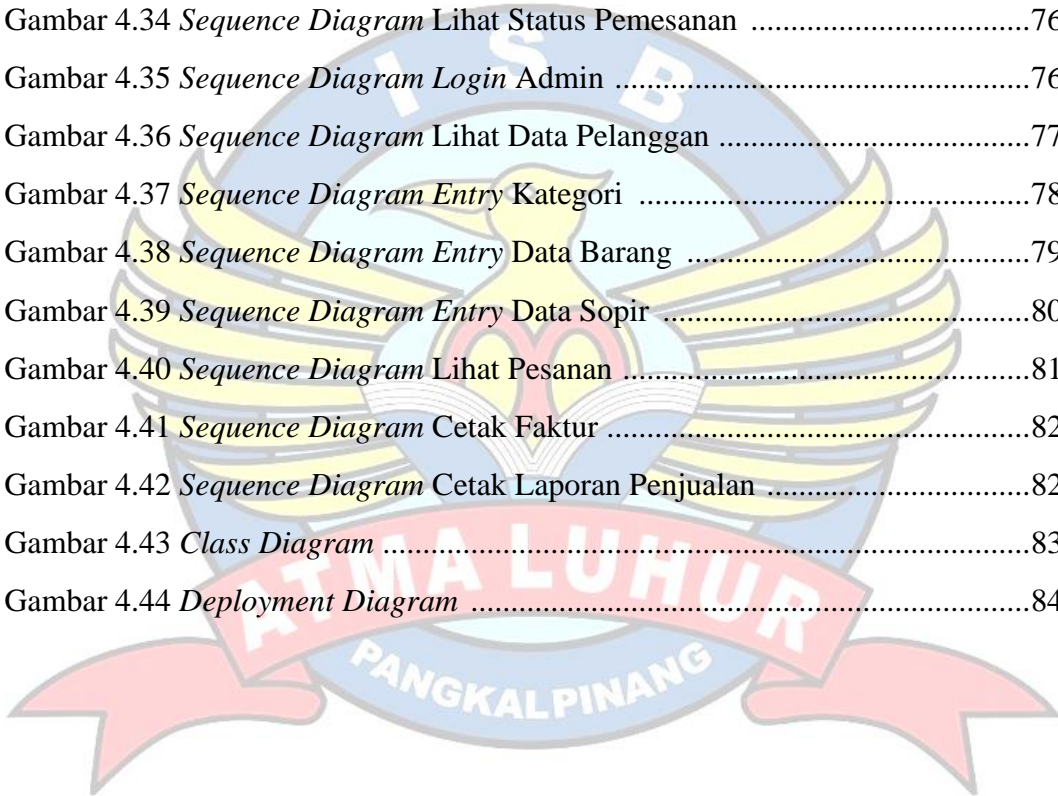 Gambar 4.34 Sequence Diagram Lihat Status Pemesanan ........................................76
Gambar 4.35 Sequence Diagram Login Admin ........................................................76
Gambar 4.36 Sequence Diagram Lihat Data Pelanggan ...........................................77
Gambar 4.37 Sequence Diagram Entry Kategori .....................................................78
Gambar 4.38 Sequence Diagram Entry Data Barang ...............................................79
Gambar 4.39 Sequence Diagram Entry Data Sopir ..................................................80
Gambar 4.40 Sequence Diagram Lihat Pesanan .......................................................81
Gambar 4.41 Sequence Diagram Cetak Faktur .........................................................82
Gambar 4.42 Sequence Diagram Cetak Laporan Penjualan .....................................82
Gambar 4.43 Class Diagram .....................................................................................83
Gambar 4.44 Deployment Diagram ..........................................................................84
I S B
ATMA LUHUR
PANGKALPINANG